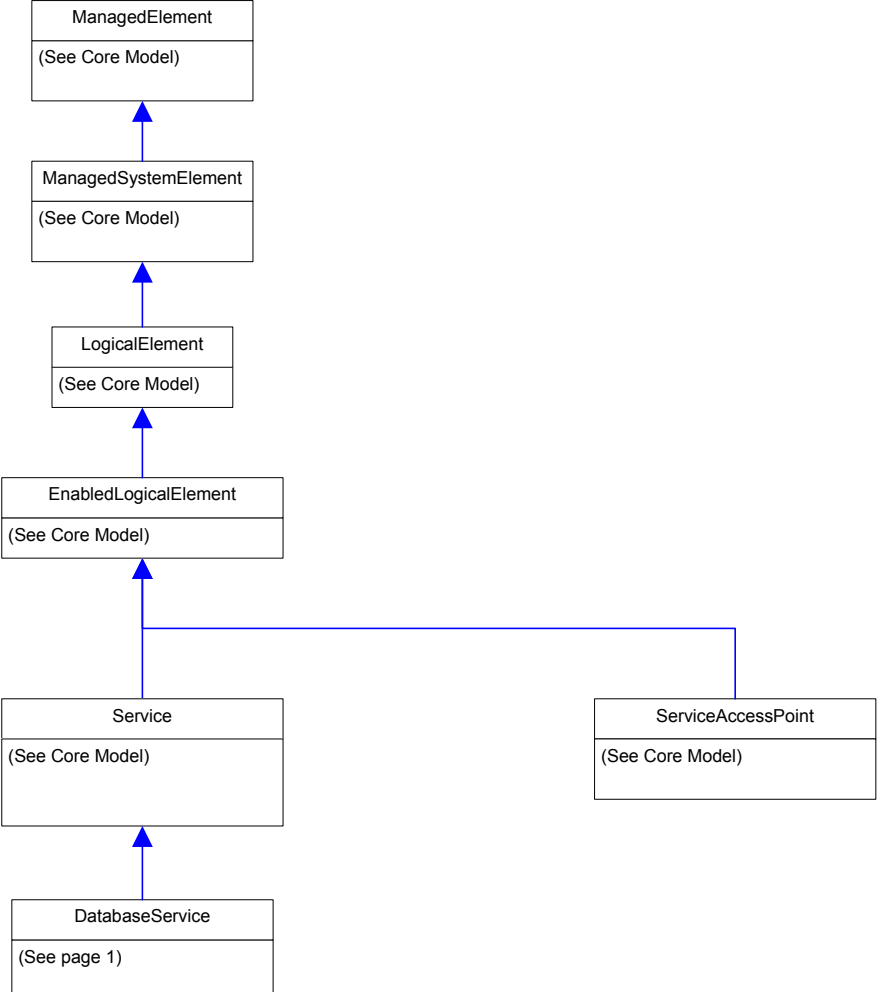 ManagedElement
(See Core Model)
ManagedSystemElement
(See Core Model)
LogicalElement
(See Core Model)
EnabledLogicalElement
(See Core Model)
Service
(See Core Model)
ServiceAccessPoint
(See Core Model)
DatabaseService
(See page 1)